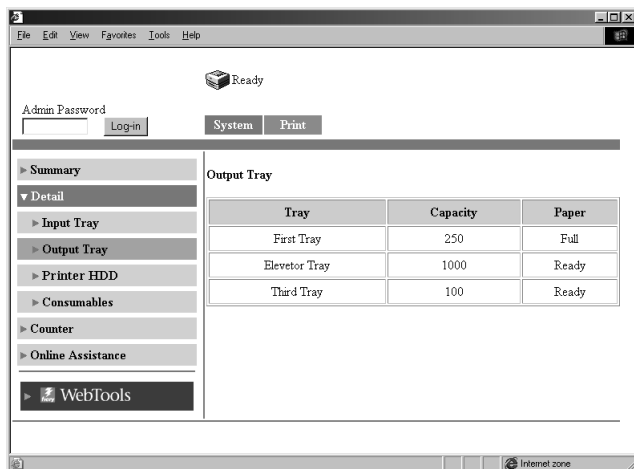 File Edit View Favorites Tools Help
Ready
Admin Password
Log-in
System Print
Summary
Detail
Input Tray
Output Tray
Printer HDD
Consumables
Counter
Online Assistance
WebTools
Output Tray
Tray Capacity Paper
First Tray 250 Full
Elevetor Tray 1000 Ready
Third Tray 100 Ready
Internet zone